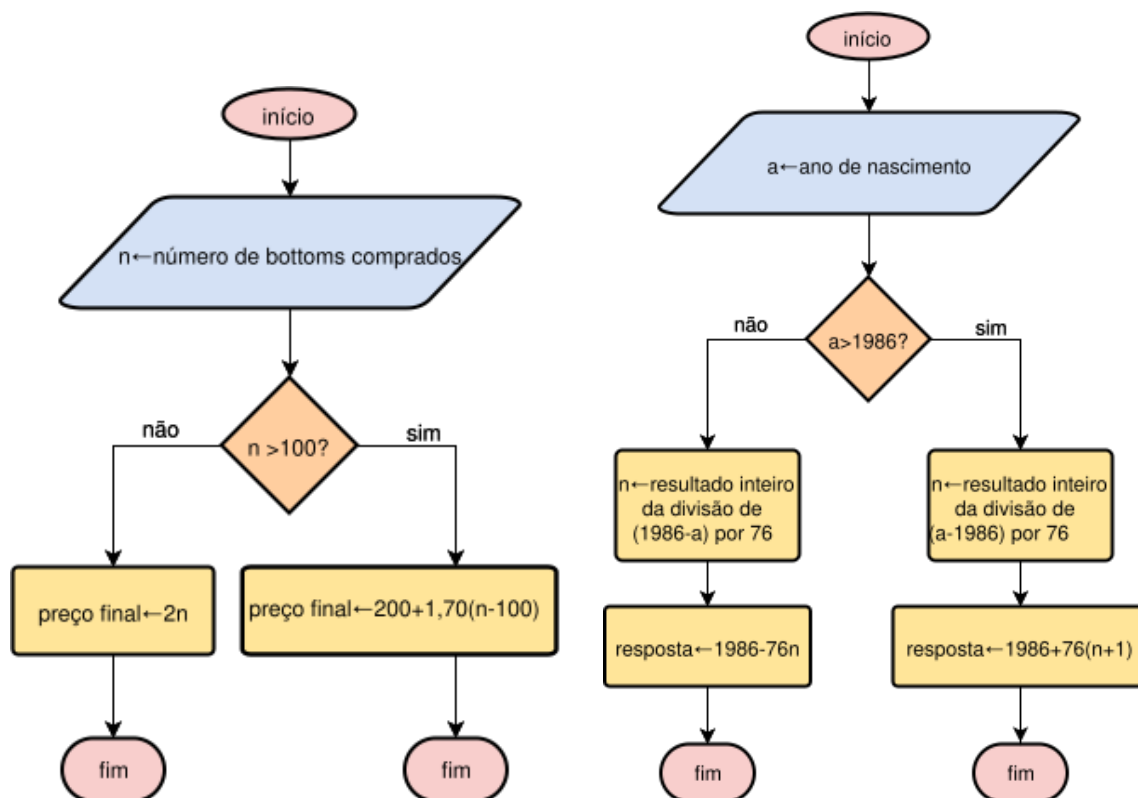 início
n←número de bottoms comprados
n >100?
não
sim
preço final←2n
preço final←200+1,70(n-100)
fim
fim
início
a←ano de nascimento
a>1986?
não
sim
n←resultado inteiro
da divisão de
(1986-a) por 76
n←resultado inteiro
da divisão de
(a-1986) por 76
resposta←1986-76n
resposta←1986+76(n+1)
fim
fim